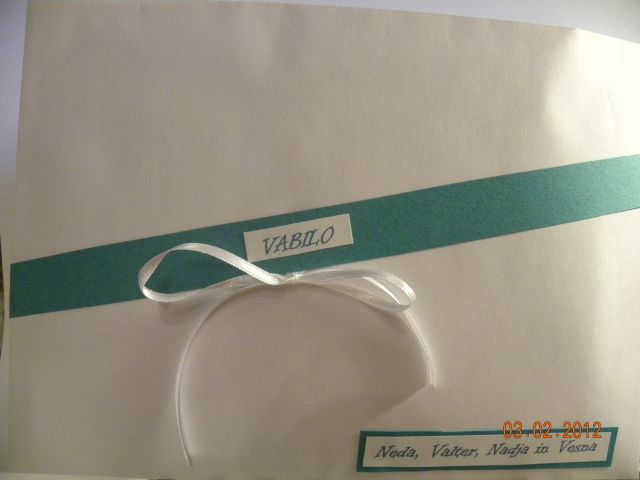 VABILO
03.02.2012
Neda, Valter, Nadja in Vesna